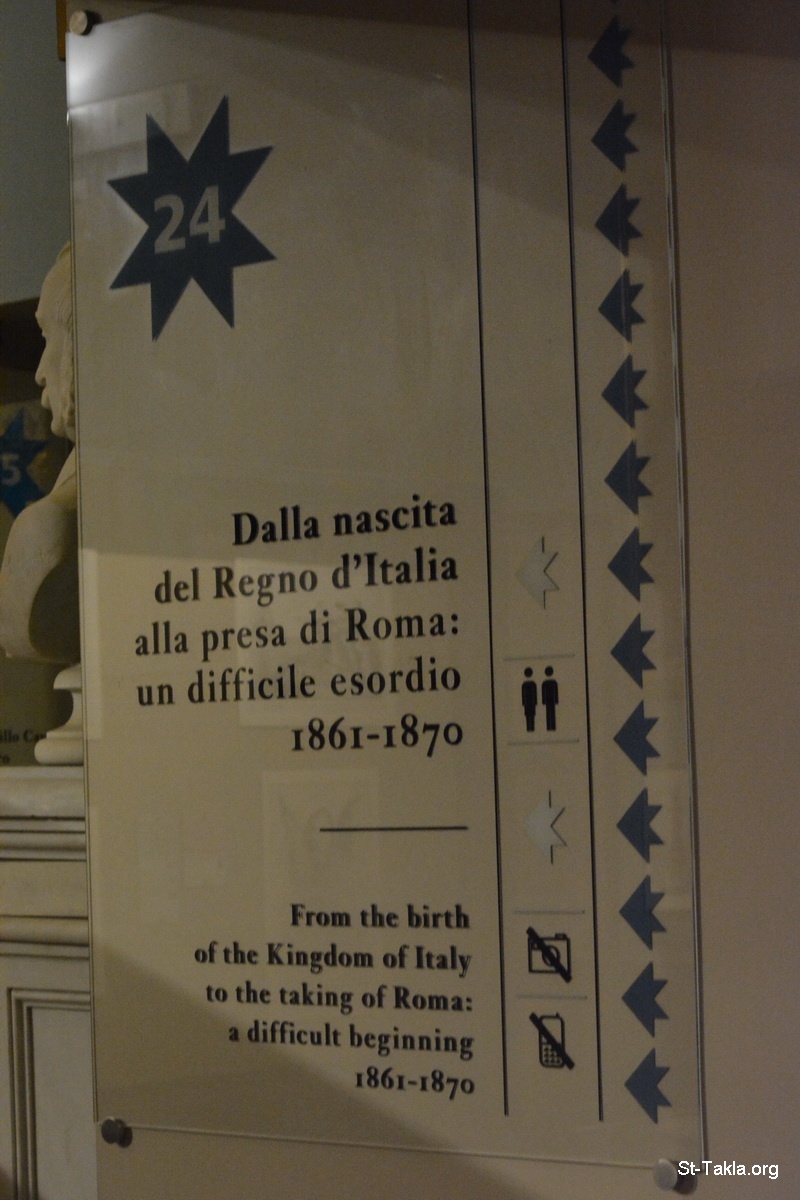 24
Dalla nascita
del Regno d'Italia
alla presa di Roma:
un difficile esordio
1861-1870
From the birth
of the Kingdom of Italy
to the taking of Roma:
a difficult beginning
1861-1870
5
St-Takla.org